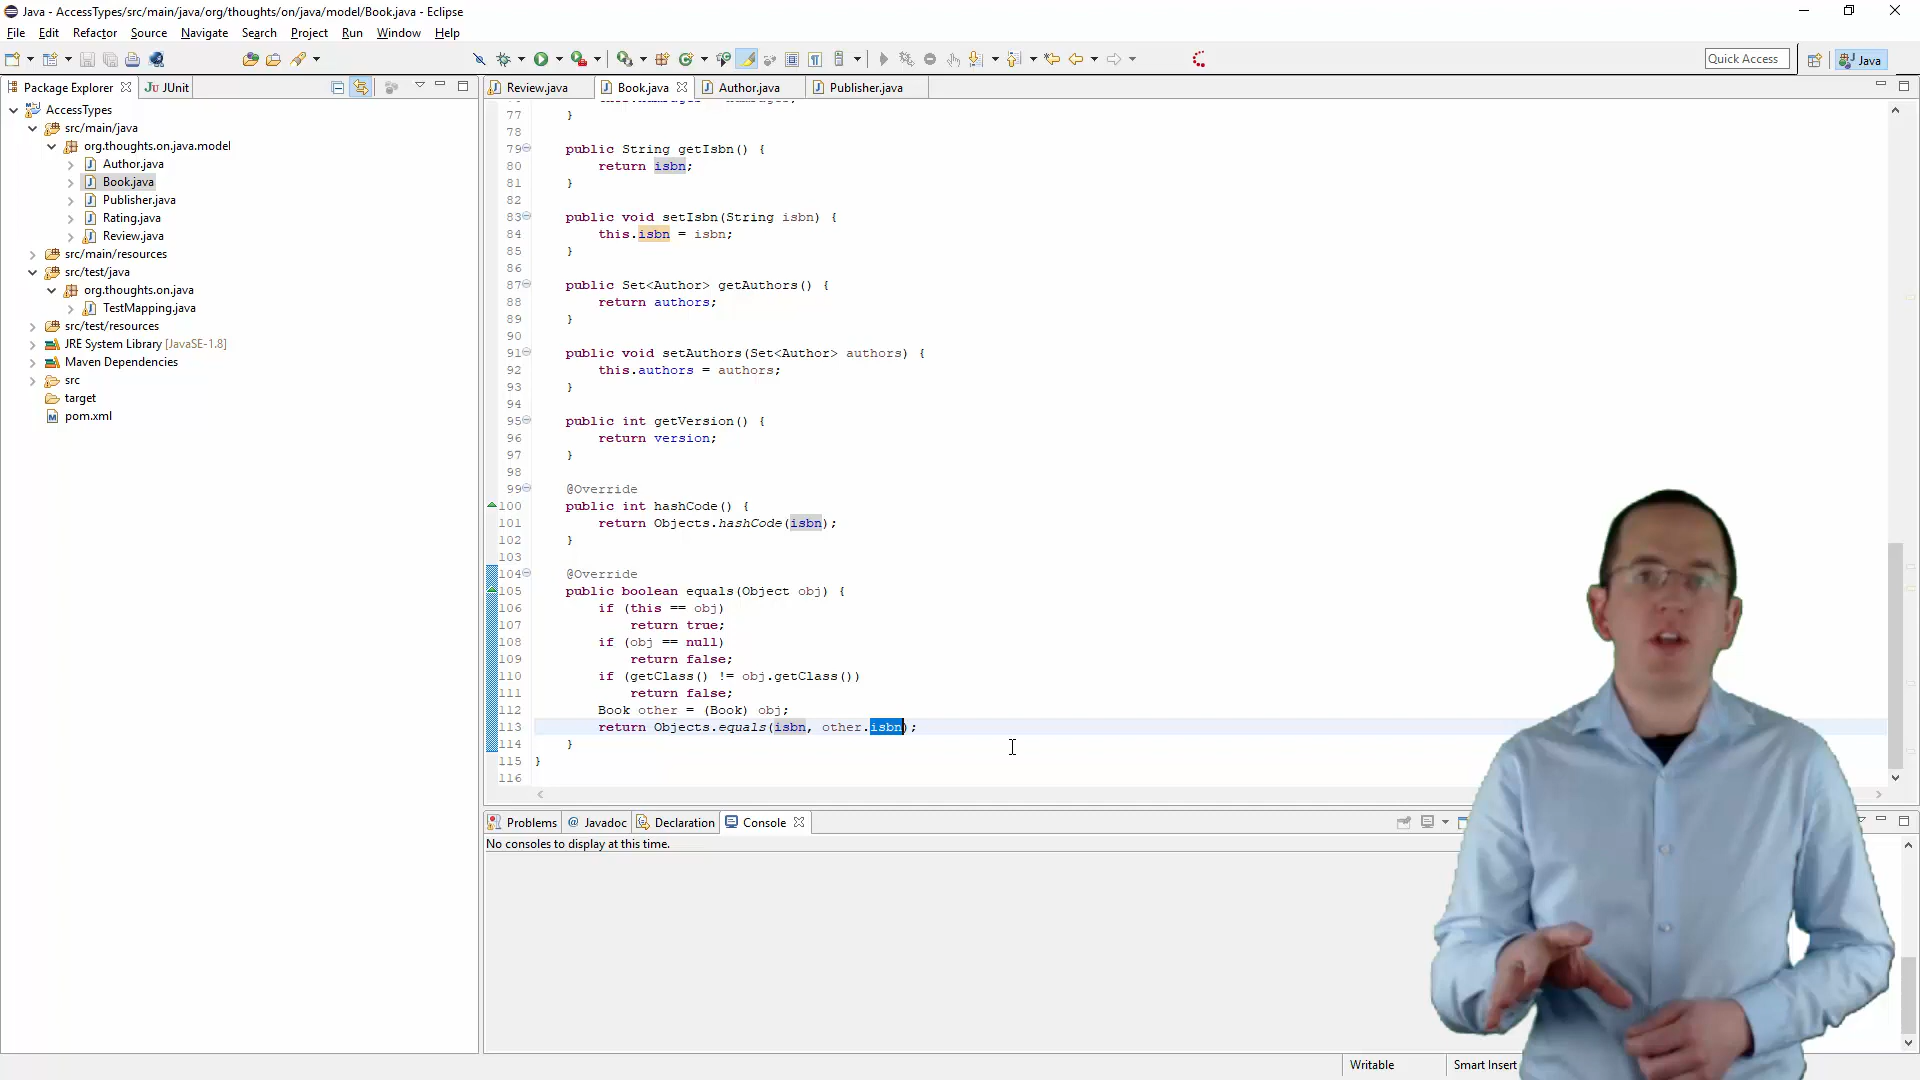 Java - AccessTypes/src/main/java/org/thoughts/on/java/model/Book.java - Eclipse
File Edit Refactor Source Navigate Search Project Run Window Help
Quick Access Java
Package Explorer JUnit
AccessTypes
src/main/java
org.thoughts.on.java.model
Author.java
Book.java
Publisher.java
Rating.java
Review.java
src/main/resources
src/test/java
org.thoughts.on.java
TestMapping.java
src/test/resources
JRE System Library [JavaSE-1.8]
Maven Dependencies
src
target
pom.xml
Review.java Book.java Author.java Publisher.java
77 }
78
79 public String getIsbn() {
80 return isbn;
81 }
82
83 public void setIsbn(String isbn) {
84 this.isbn = isbn;
85 }
86
87 public Set<Author> getAuthors() {
88 return authors;
89 }
90
91 public void setAuthors(Set<Author> authors) {
92 this.authors = authors;
93 }
94
95 public int getVersion() {
96 return version;
97 }
98
99 @Override
100 public int hashCode() {
101 return Objects.hashCode(isbn);
102 }
103
104 @Override
105 public boolean equals(Object obj) {
106 if (this == obj)
107 return true;
108 if (obj == null)
109 return false;
110 if (getClass() != obj.getClass())
111 return false;
112 Book other = (Book) obj;
113 return Objects.equals(isbn, other.isbn);
114 }
115 }
116
Problems @ Javadoc Declaration Console
No consoles to display at this time.
Writable Smart Insert